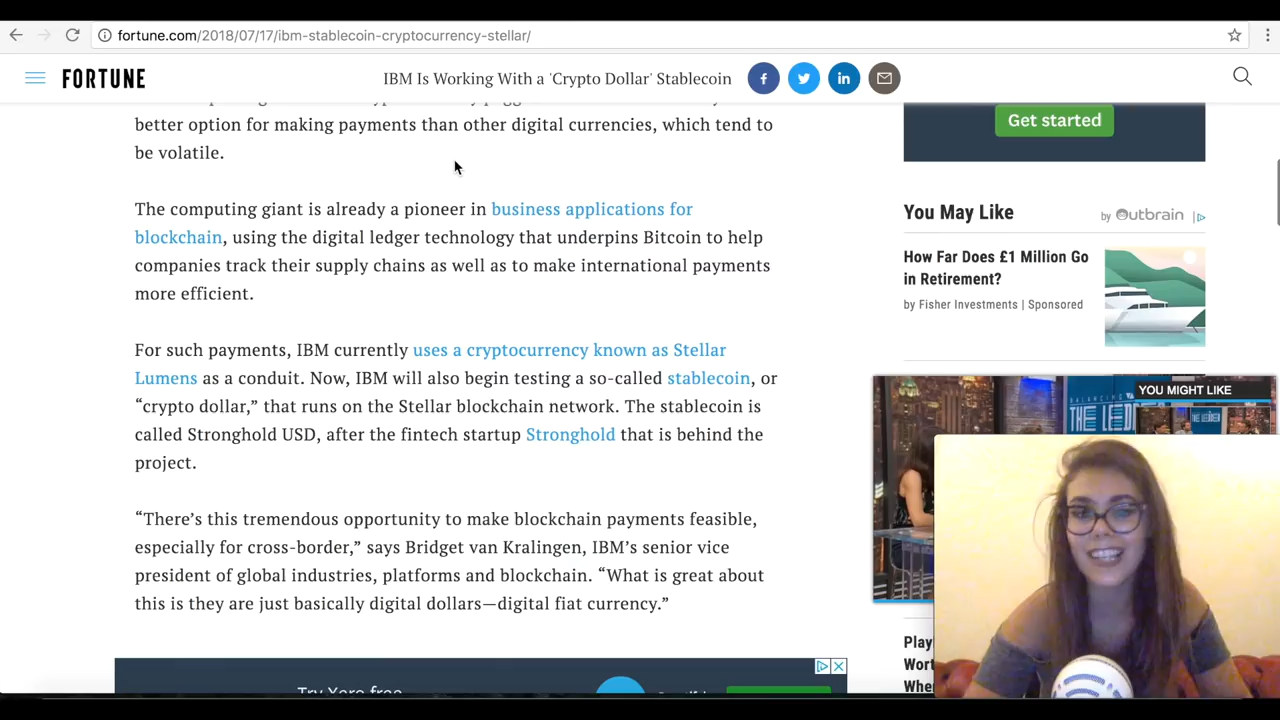 fortune.com/2018/07/17/ibm-stablecoin-cryptocurrency-stellar/
FORTUNE
IBM Is Working With a 'Crypto Dollar' Stablecoin
better option for making payments than other digital currencies, which tend to
be volatile.
The computing giant is already a pioneer in business applications for
blockchain, using the digital ledger technology that underpins Bitcoin to help
companies track their supply chains as well as to make international payments
more efficient.
For such payments, IBM currently uses a cryptocurrency known as Stellar
Lumens as a conduit. Now, IBM will also begin testing a so-called stablecoin, or
“crypto dollar,” that runs on the Stellar blockchain network. The stablecoin is
called Stronghold USD, after the fintech startup Stronghold that is behind the
project.
“There’s this tremendous opportunity to make blockchain payments feasible,
especially for cross-border,” says Bridget van Kralingen, IBM’s senior vice
president of global industries, platforms and blockchain. “What is great about
this is they are just basically digital dollars—digital fiat currency.”
Try Xero free
Get started
You May Like
by Outbrain
How Far Does £1 Million Go
in Retirement?
by Fisher Investments | Sponsored
YOU MIGHT LIKE
BALANCING
THE LED
Play
Wort
Whe